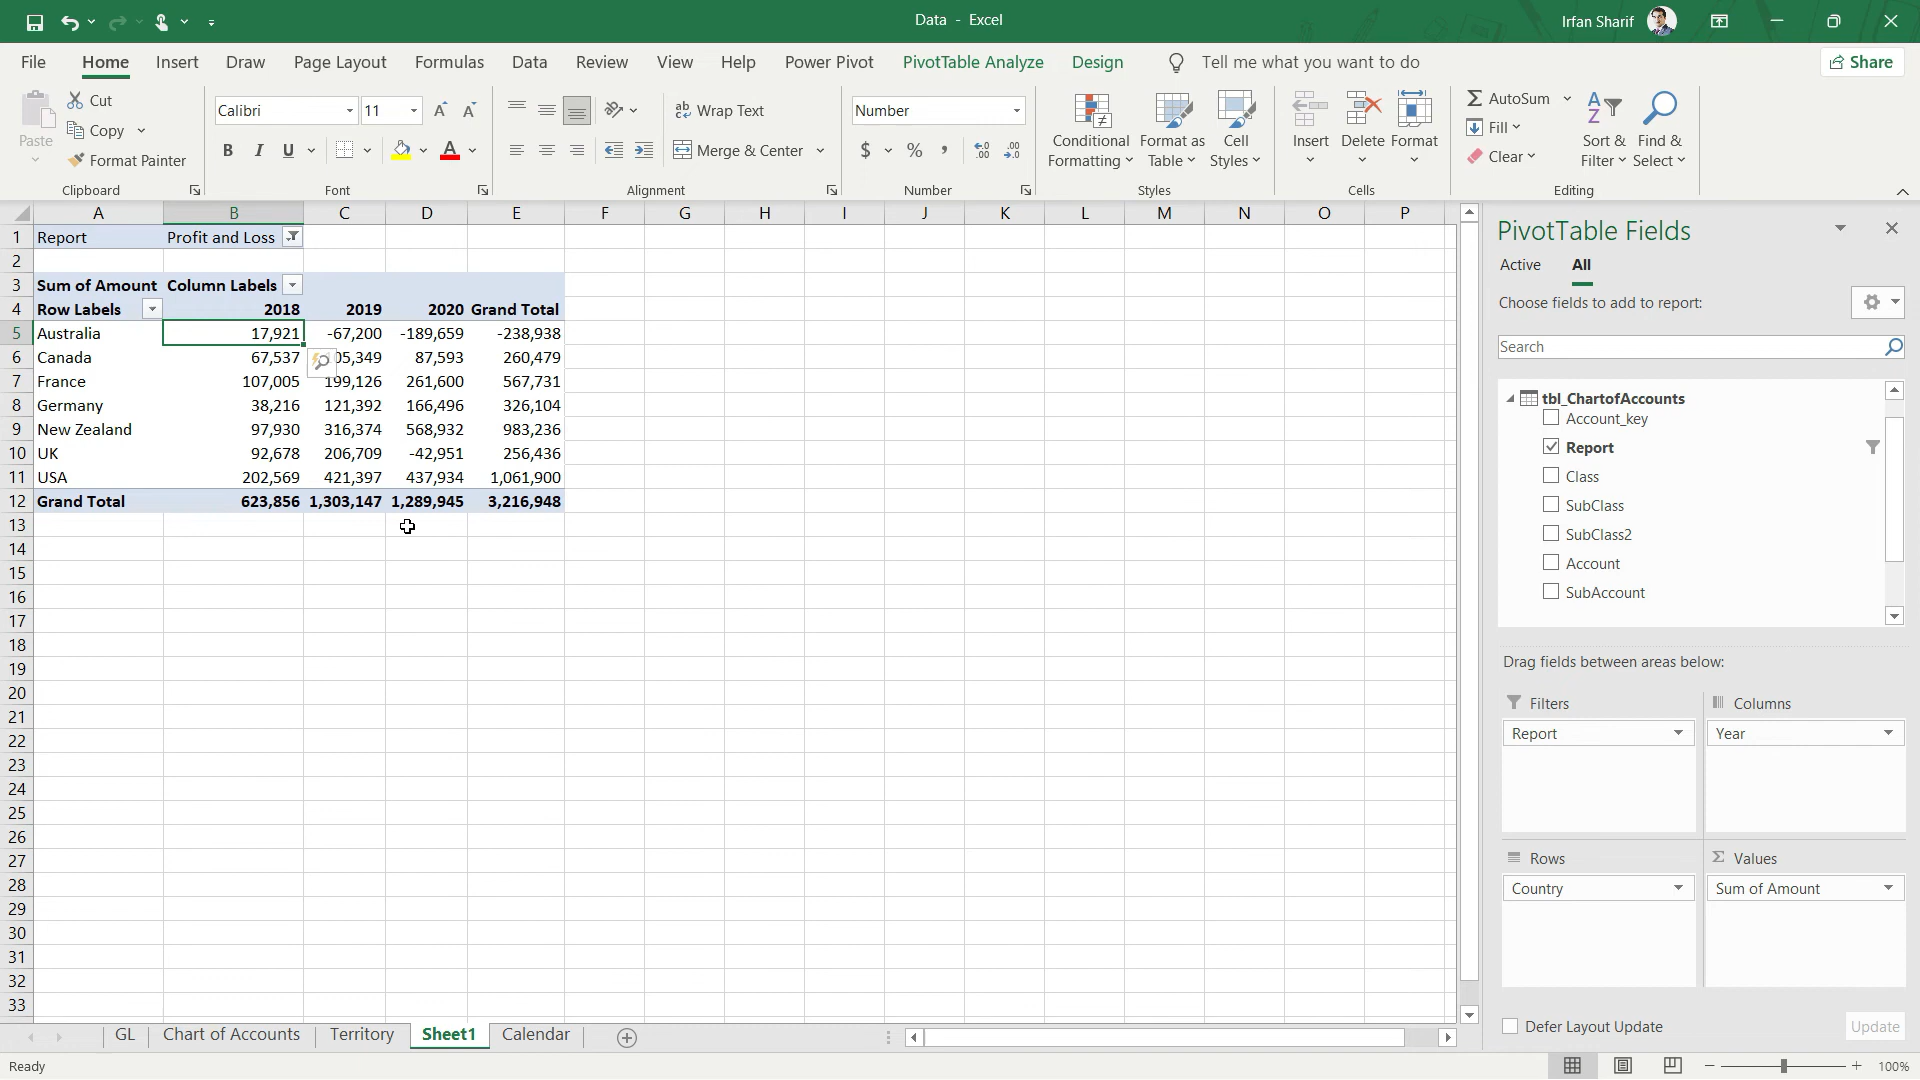 Data - Excel
Irfan Sharif
File Home Insert Draw Page Layout Formulas Data Review View Help Power Pivot PivotTable Analyze Design Tell me what you want to do Share
Cut
Copy
Format Painter
Paste
Clipboard
Calibri 11
B I U
Font
Wrap Text
Merge & Center
Alignment
Number
$ % ,
Number
Conditional Formatting
Format as Table
Cell Styles
Styles
Insert Delete Format
Cells
AutoSum
Fill
Clear
Sort & Filter
Find & Select
Editing
A B C D E F G H I J K L M N O P
1 Report Profit and Loss
2
3 Sum of Amount Column Labels
4 Row Labels 2018 2019 2020 Grand Total
5 Australia 17,921 -67,200 -189,659 -238,938
6 Canada 67,537 05,349 87,593 260,479
7 France 107,005 199,126 261,600 567,731
8 Germany 38,216 121,392 166,496 326,104
9 New Zealand 97,930 316,374 568,932 983,236
10 UK 92,678 206,709 -42,951 256,436
11 USA 202,569 421,397 437,934 1,061,900
12 Grand Total 623,856 1,303,147 1,289,945 3,216,948
13
14
15
16
17
18
19
20
21
22
23
24
25
26
27
28
29
30
31
32
33
PivotTable Fields
Active All
Choose fields to add to report:
Search
tbl_ChartofAccounts
Account_key
Report
Class
SubClass
SubClass2
Account
SubAccount
Drag fields between areas below:
Filters
Report
Columns
Year
Rows
Country
Σ Values
Sum of Amount
Defer Layout Update
Update
GL Chart of Accounts Territory Sheet1 Calendar
Ready
100%